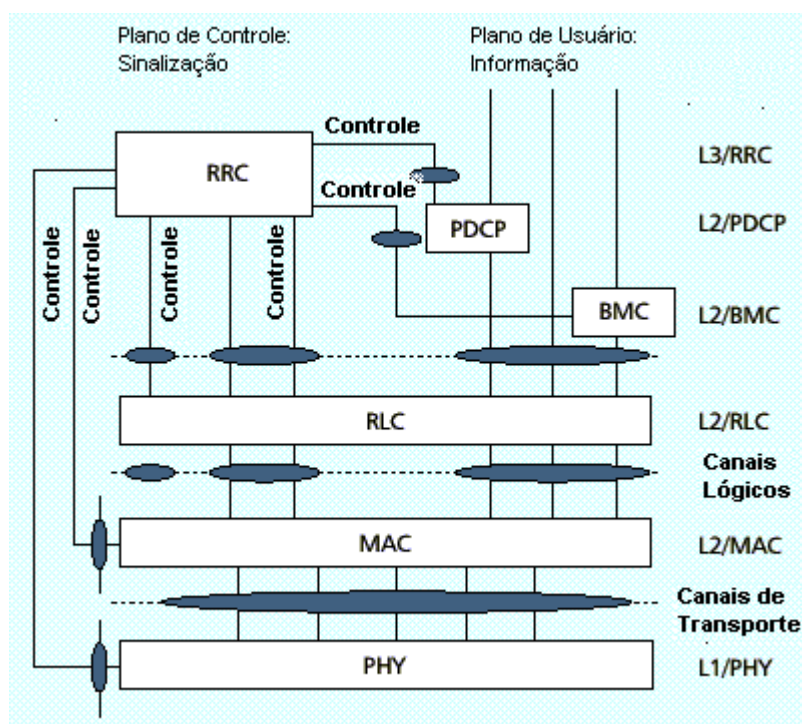 Plano de Controle:
Sinalização
Plano de Usuário:
Informação
Controle
L3/RRC
RRC
Controle
PDCP
L2/PDCP
Controle
Controle
Controle
Controle
BMC
L2/BMC
RLC
L2/RLC
Canais
Lógicos
MAC
L2/MAC
Canais de
Transporte
PHY
L1/PHY